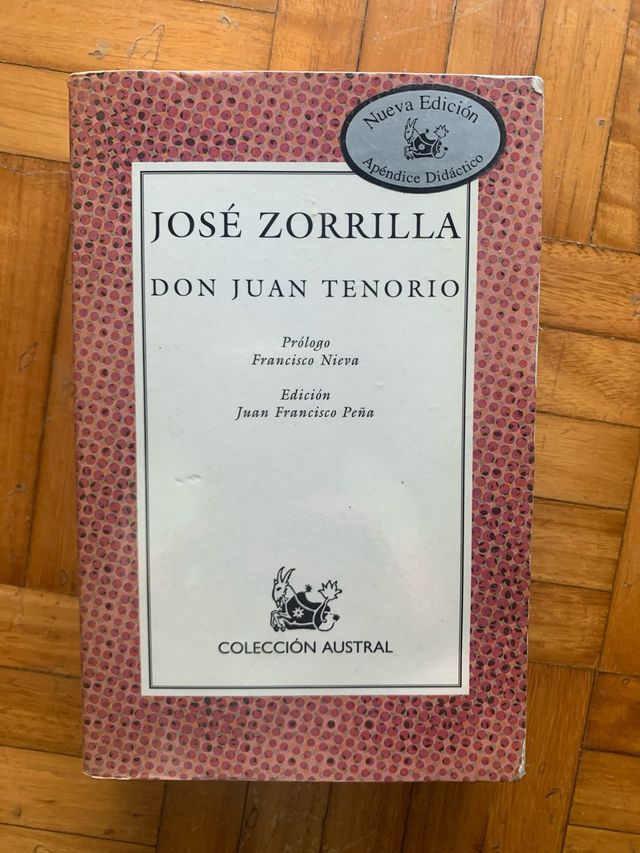 Nueva Edición
Apéndice Didáctico
JOSÉ ZORRILLA
DON JUAN TENORIO
Prólogo
Francisco Nieva
Edición
Juan Francisco Peña
COLECCIÓN AUSTRAL